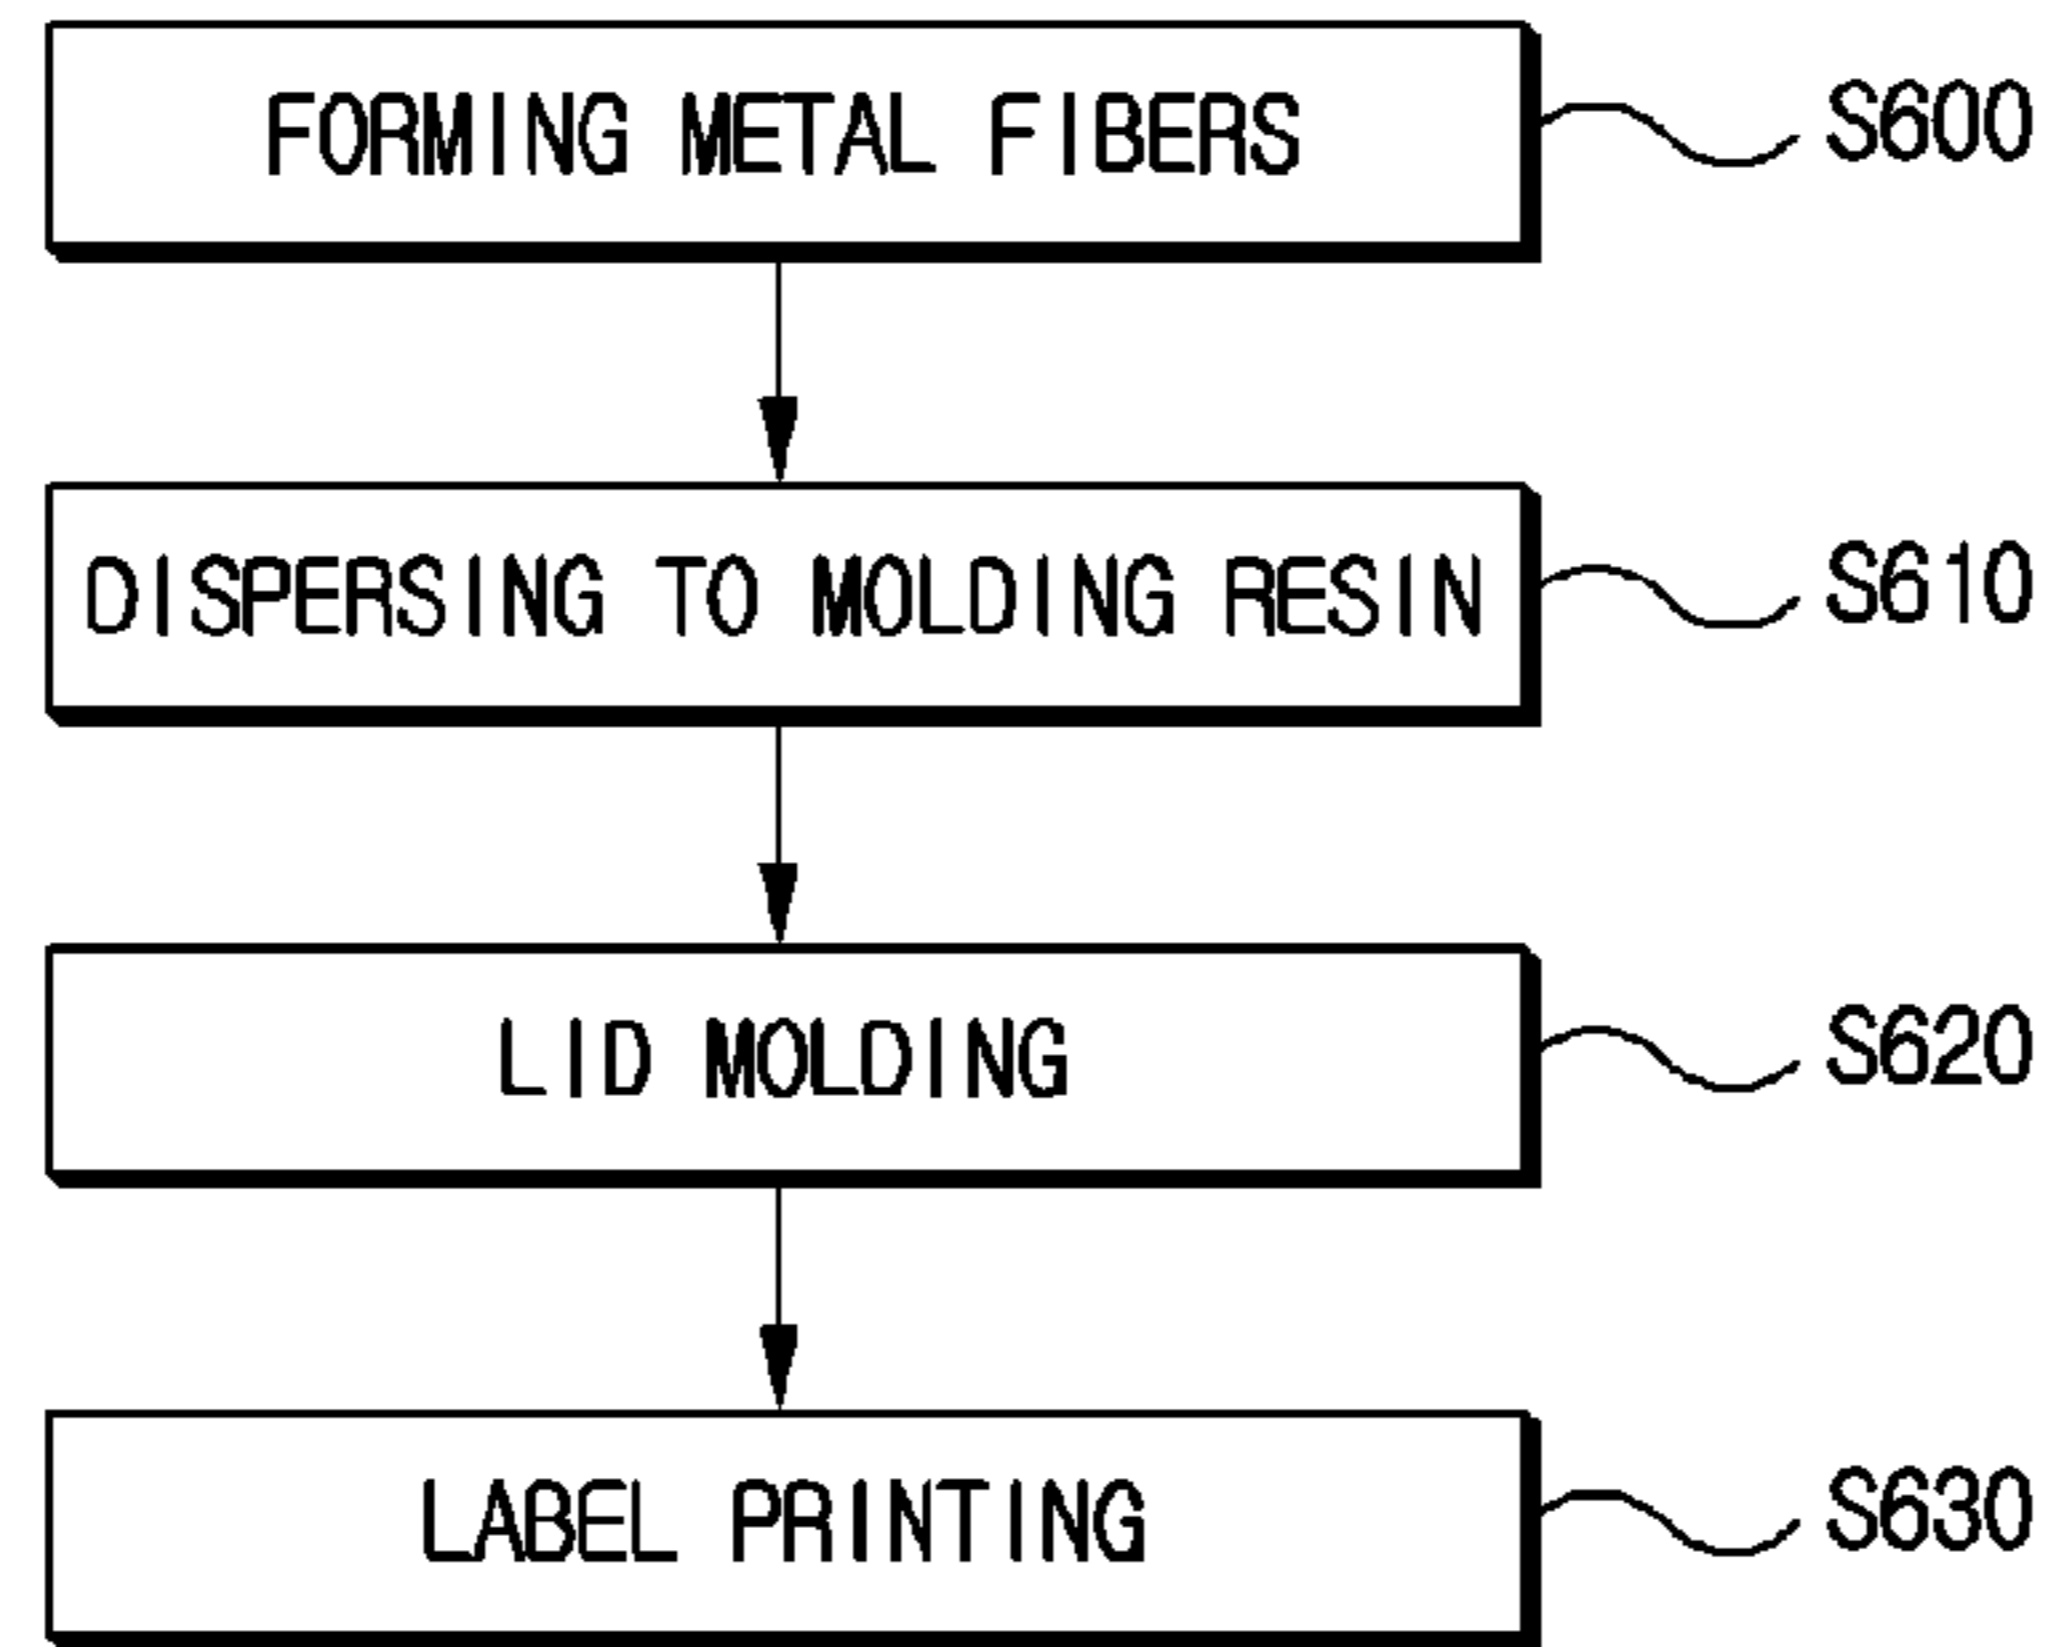 FORMING METAL FIBERS S600
DISPERSING TO MOLDING RESIN S610
LID MOLDING S620
LABEL PRINTING S630